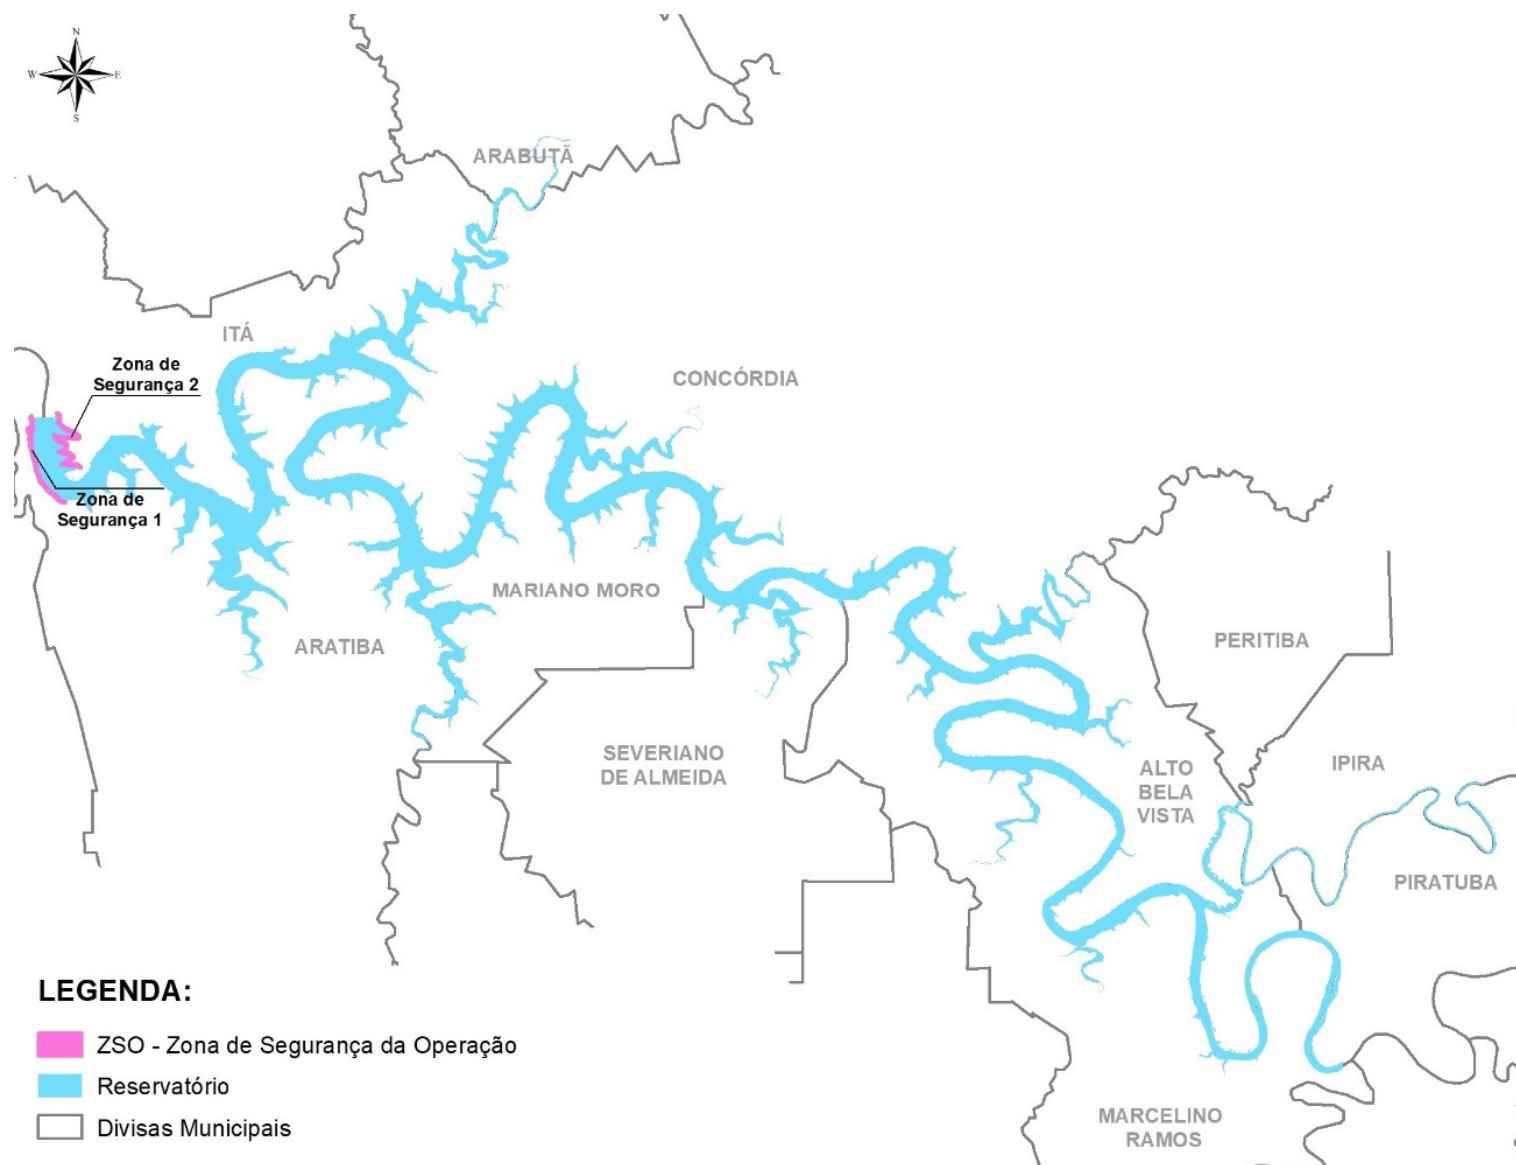 N
W
E
S
ARABUTÃ
ITÁ
Zona de
Segurança 2
CONCÓRDIA
Zona de
Segurança 1
MARIANO MORO
ARATIBA
PERITIBA
SEVERIANO
DE ALMEIDA
ALTO
BELA
VISTA
IPIRA
PIRATUBA
LEGENDA:
ZSO - Zona de Segurança da Operação
Reservatório
Divisas Municipais
MARCELINO
RAMOS